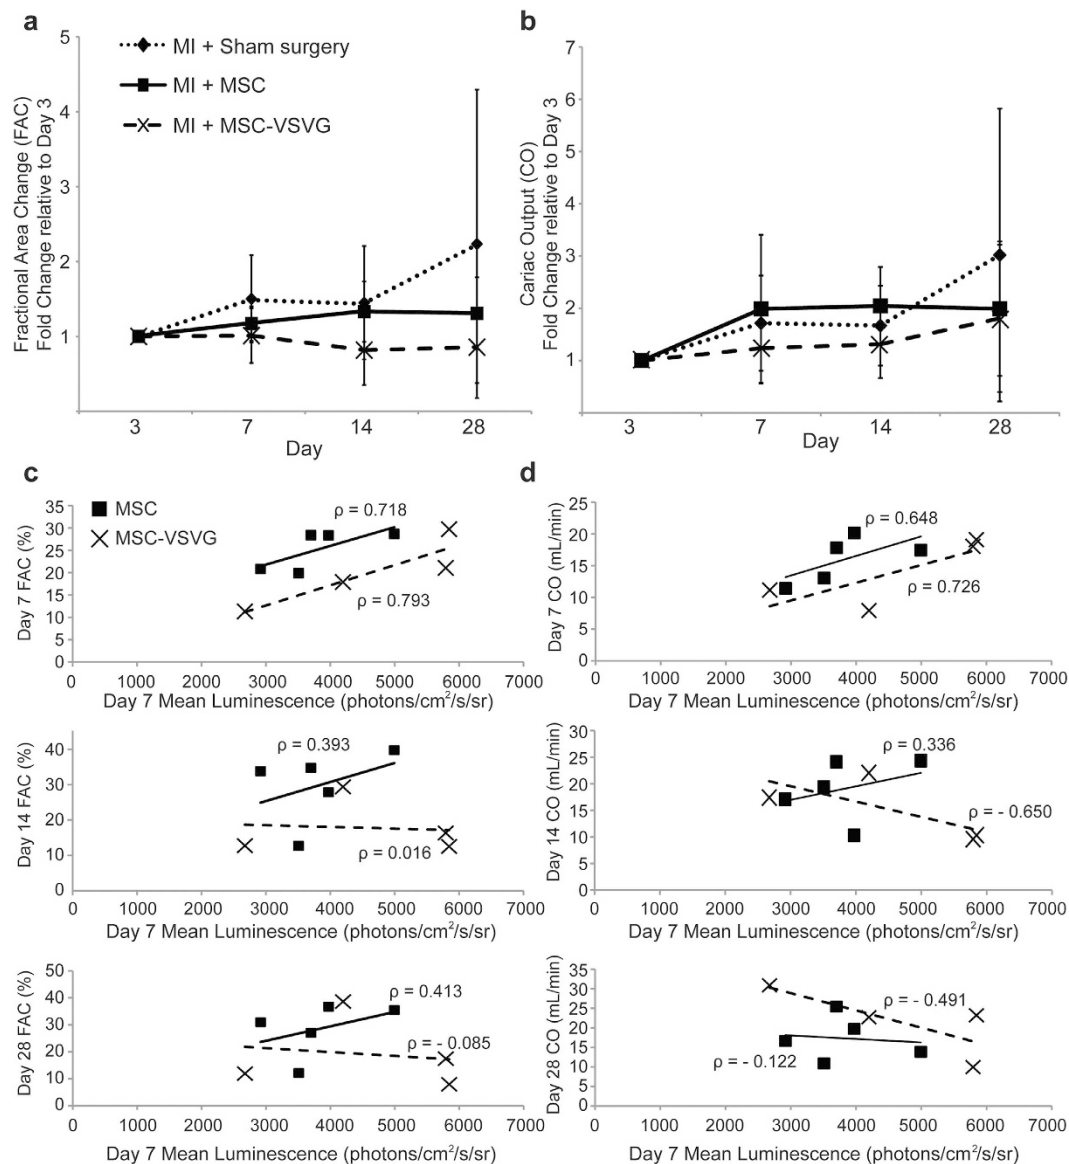 a
5
4
3
2
1
Fractional Area Change (FAC)
Fold Change relative to Day 3
MI + Sham surgery
MI + MSC
MI + MSC-VSVG
3
7
14
28
Day
b
7
6
5
4
3
2
1
0
Cariac Output (CO)
Fold Change relative to Day 3
3
7
14
28
Day
c
35
30
25
20
15
10
5
0
Day 7 FAC (%)
MSC
MSC-VSVG
ρ = 0.718
ρ = 0.793
0 1000 2000 3000 4000 5000 6000 7000
Day 7 Mean Luminescence (photons/cm²/s/sr)
40
30
20
10
0
Day 14 FAC (%)
ρ = 0.393
ρ = 0.016
0 1000 2000 3000 4000 5000 6000 7000
Day 7 Mean Luminescence (photons/cm²/s/sr)
50
40
30
20
10
0
Day 28 FAC (%)
ρ = 0.413
ρ = - 0.085
0 1000 2000 3000 4000 5000 6000 7000
Day 7 Mean Luminescence (photons/cm²/s/sr)
d
25
20
15
10
5
0
Day 7 CO (mL/min)
ρ = 0.648
ρ = 0.726
0 1000 2000 3000 4000 5000 6000 7000
Day 7 Mean Luminescence (photons/cm²/s/sr)
30
25
20
15
10
5
0
Day 14 CO (mL/min)
ρ = 0.336
ρ = - 0.650
0 1000 2000 3000 4000 5000 6000 7000
Day 7 Mean Luminescence (photons/cm²/s/sr)
35
30
25
20
15
10
5
0
Day 28 CO (mL/min)
ρ = - 0.491
ρ = - 0.122
0 1000 2000 3000 4000 5000 6000 7000
Day 7 Mean Luminescence (photons/cm²/s/sr)